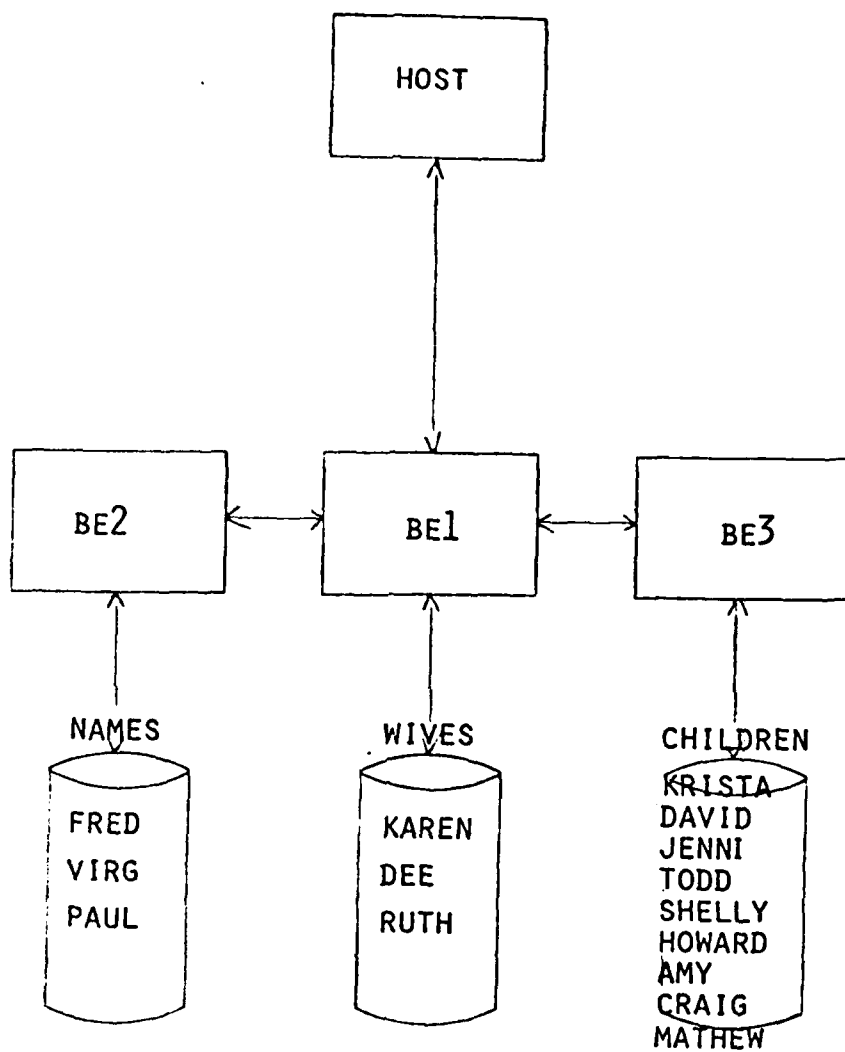 HOST
BE2
BE1
BE3
NAMES
FRED
VIRG
PAUL
WIVES
KAREN
DEE
RUTH
CHILDREN
KRISTA
DAVID
JENNI
TODD
SHELLY
HOWARD
AMY
CRAIG
MATHEW